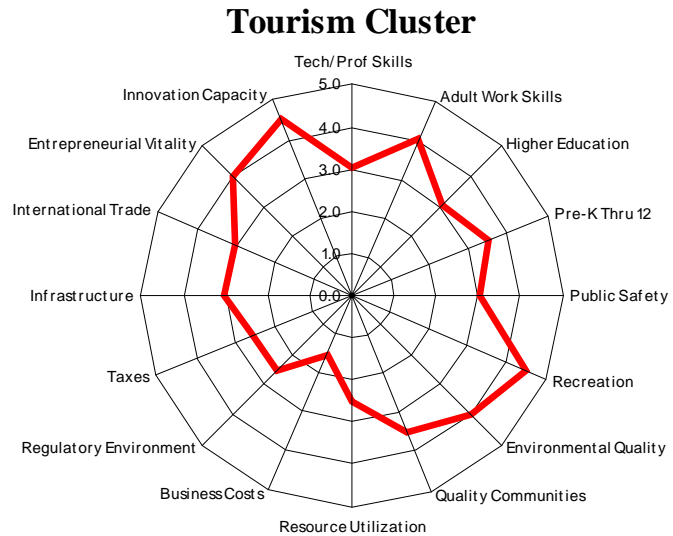 Tourism Cluster
Tech/Prof Skills
5.0
Innovation Capacity
Adult Work Skills
4.0
Entrepreneurial Vitality
Higher Education
3.0
International Trade
Pre-K Thru 12
2.0
1.0
Infrastructure
0.0
Public Safety
Taxes
Recreation
Regulatory Environment
Environmental Quality
Business Costs
Quality Communities
Resource Utilization